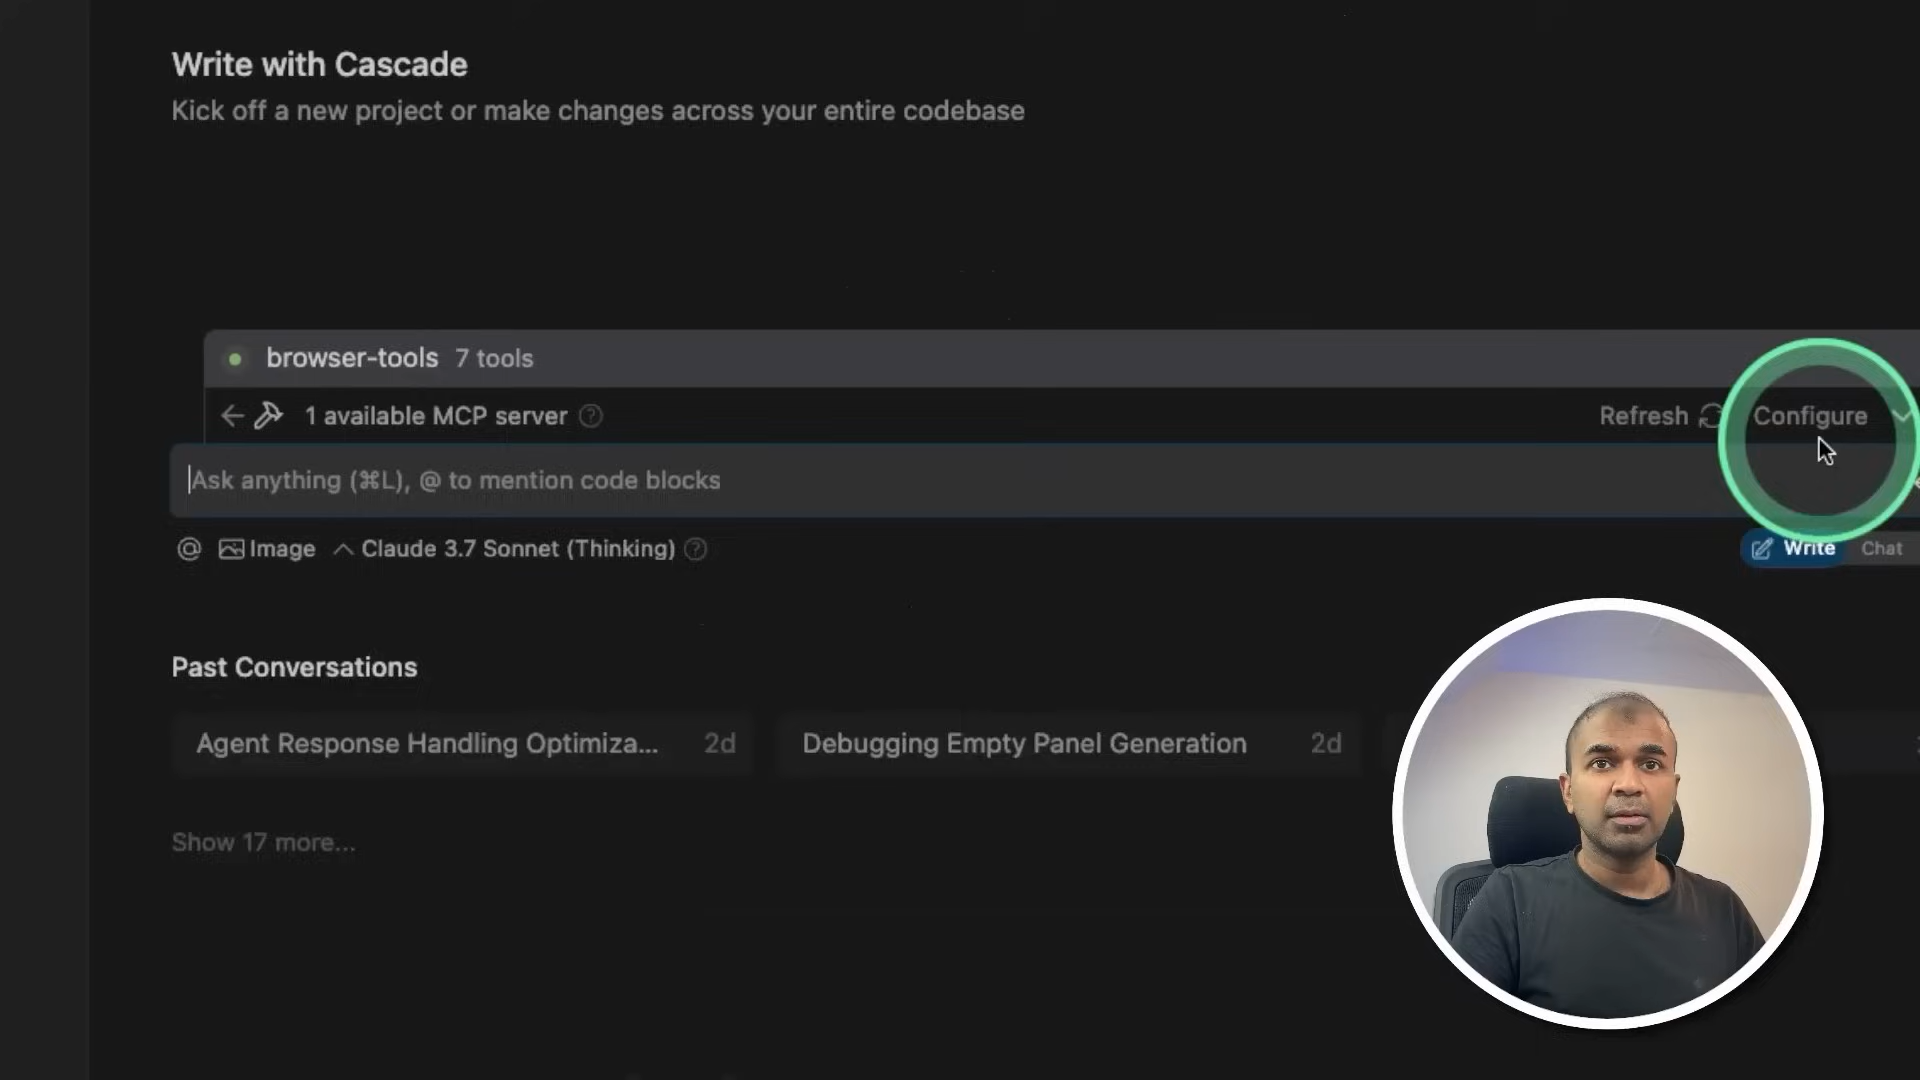 Write with Cascade
Kick off a new project or make changes across your entire codebase
browser-tools 7 tools
1 available MCP server
Refresh Configure
Ask anything (⌘L), @ to mention code blocks
@ Image Claude 3.7 Sonnet (Thinking)
Write Chat
Past Conversations
Agent Response Handling Optimiza... 2d
Debugging Empty Panel Generation 2d
Show 17 more...